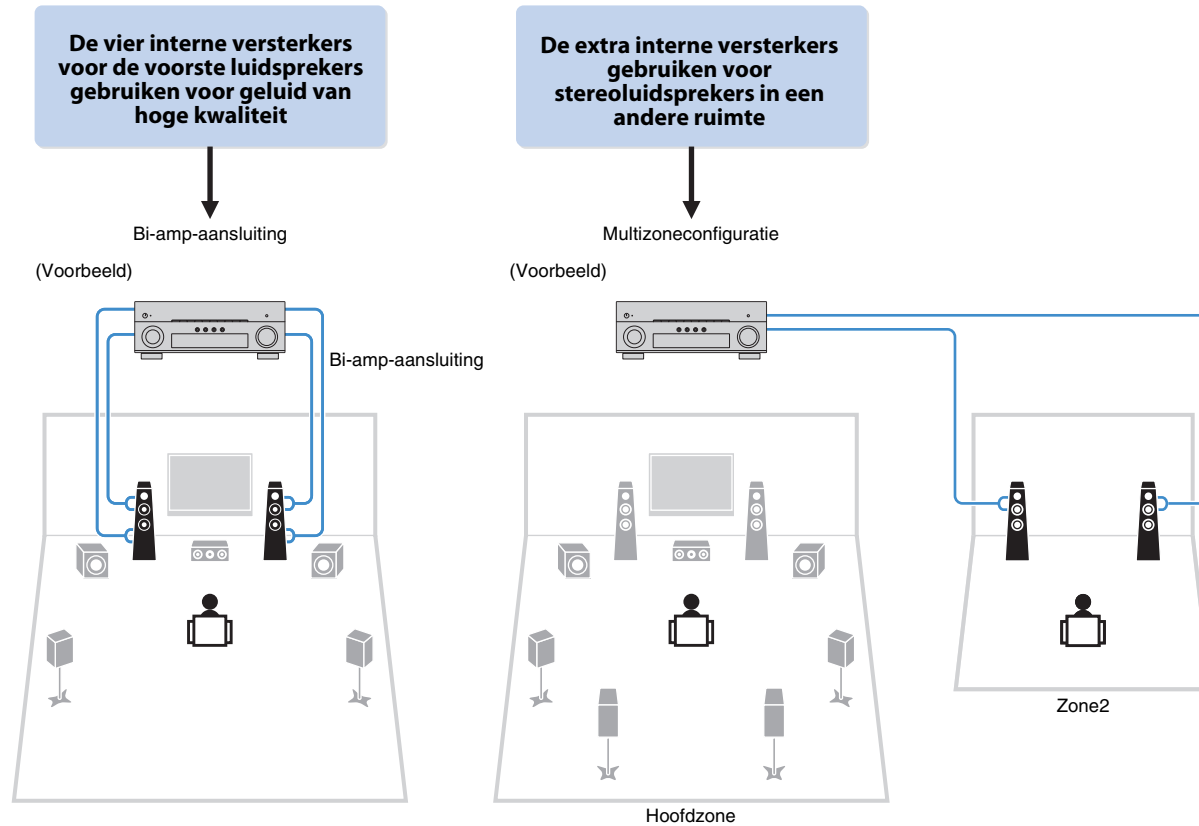 De vier interne versterkers
voor de voorste luidsprekers
gebruiken voor geluid van
hoge kwaliteit
Bi-amp-aansluiting
(Voorbeeld)
Bi-amp-aansluiting
De extra interne versterkers
gebruiken voor
stereoluidsprekers in een
andere ruimte
Multizoneconfiguratie
(Voorbeeld)
Zone2
Hoofdzone